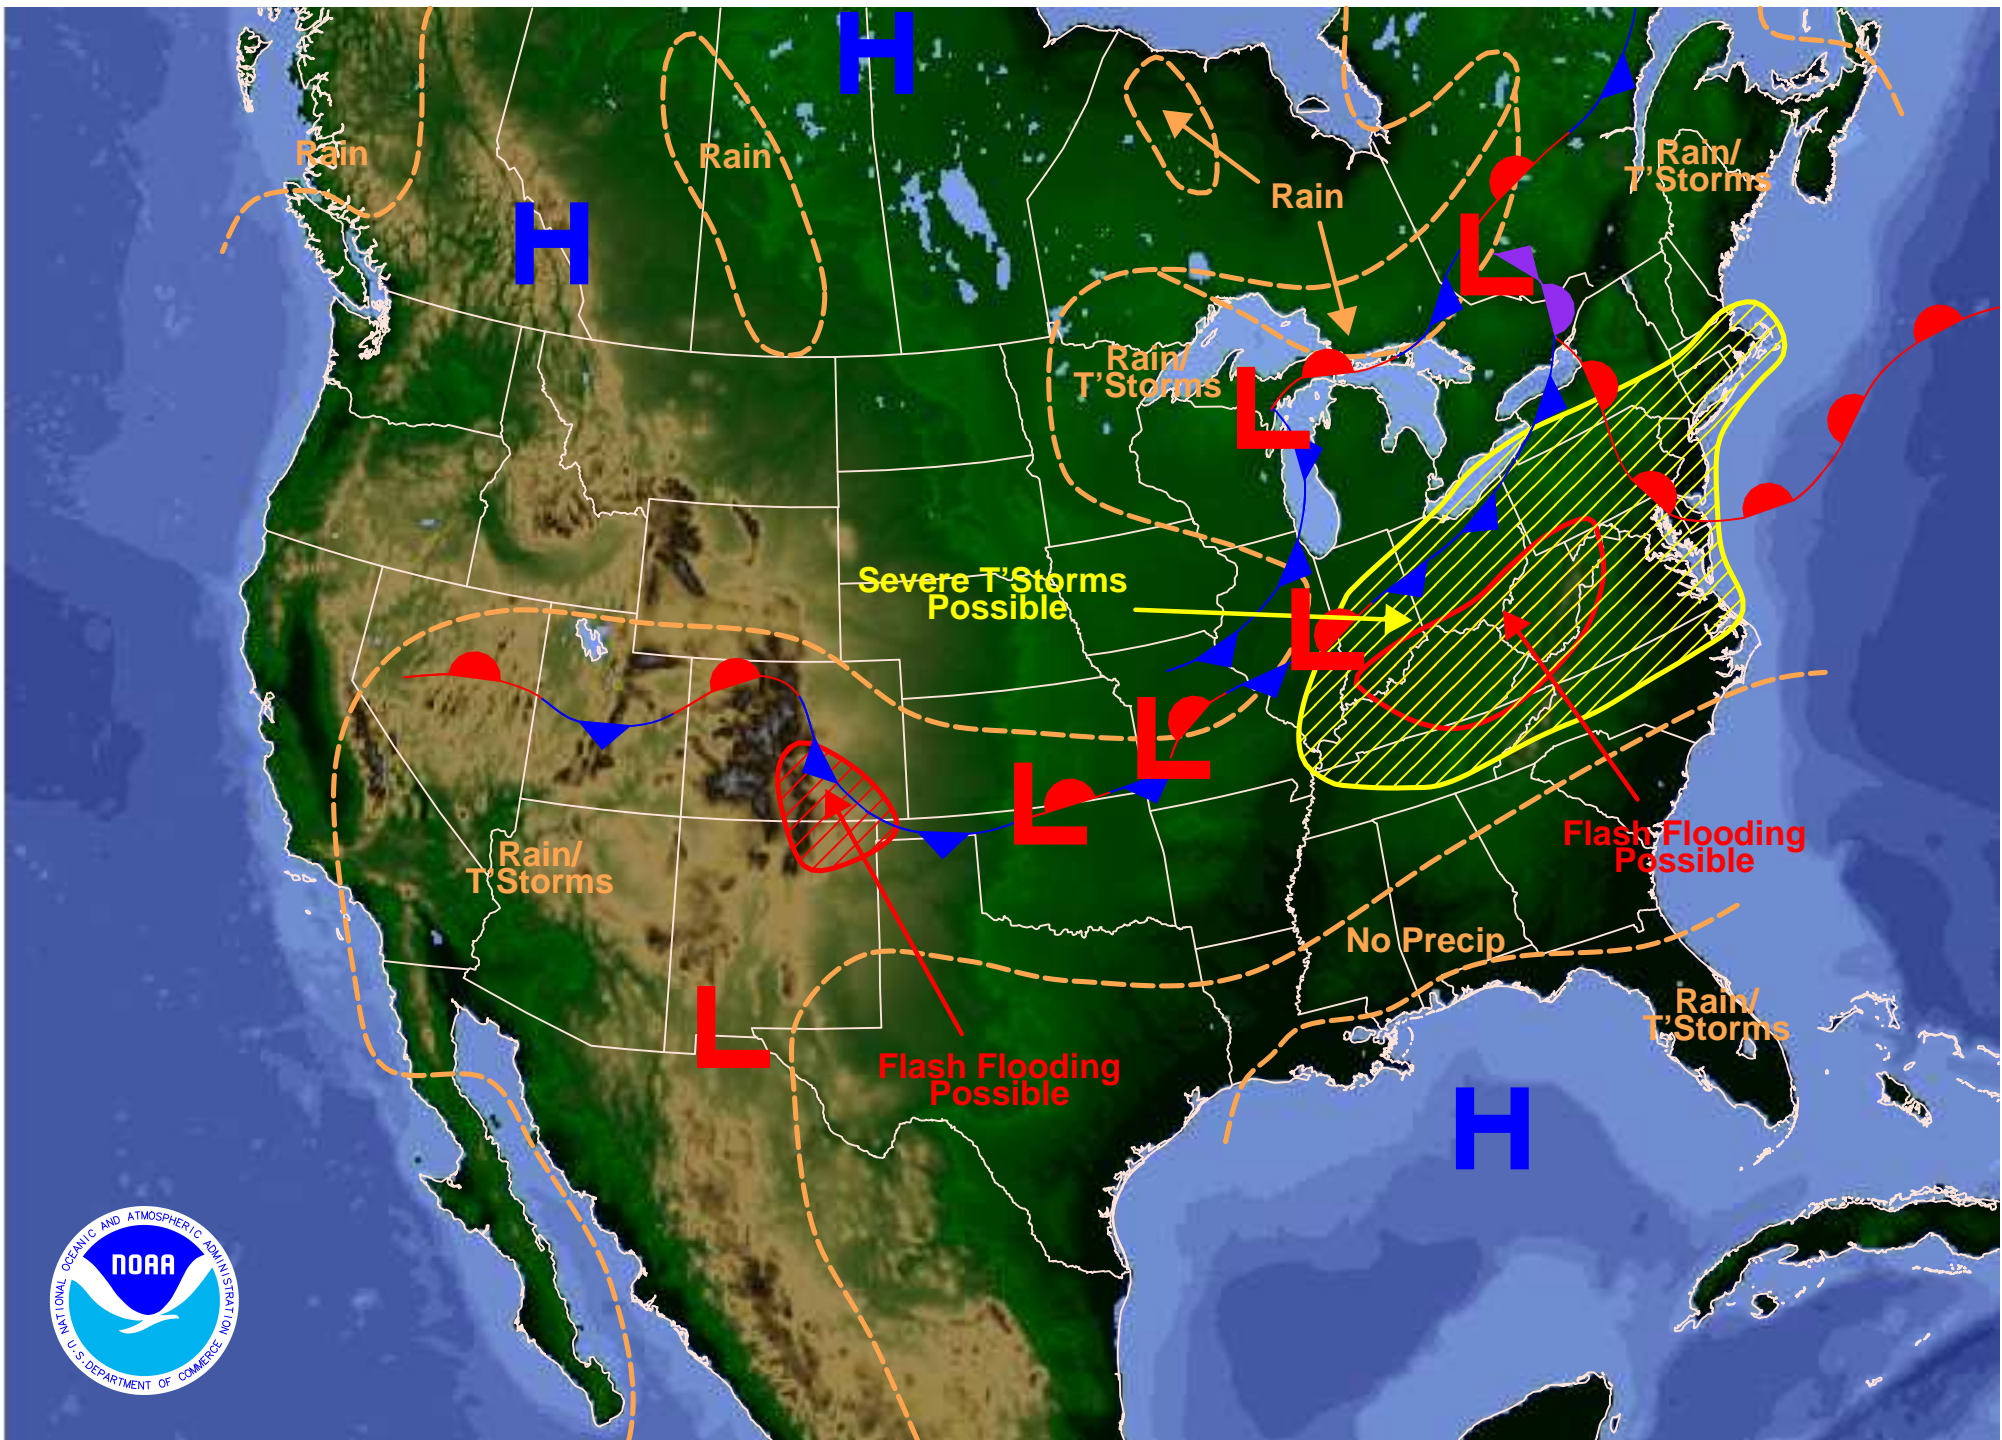 H
Rain
Rain
H
Rain
Rain/
T'Storms
L
Rain/
T'Storms
L
Severe T'Storms
Possible
L
L
L
Flash Flooding
Possible
Rain/
T'Storms
No Precip
L
Rain/
T'Storms
Flash Flooding
Possible
H
NATIONAL OCEANIC AND ATMOSPHERIC ADMINISTRATION
NOAA
U.S. DEPARTMENT OF COMMERCE